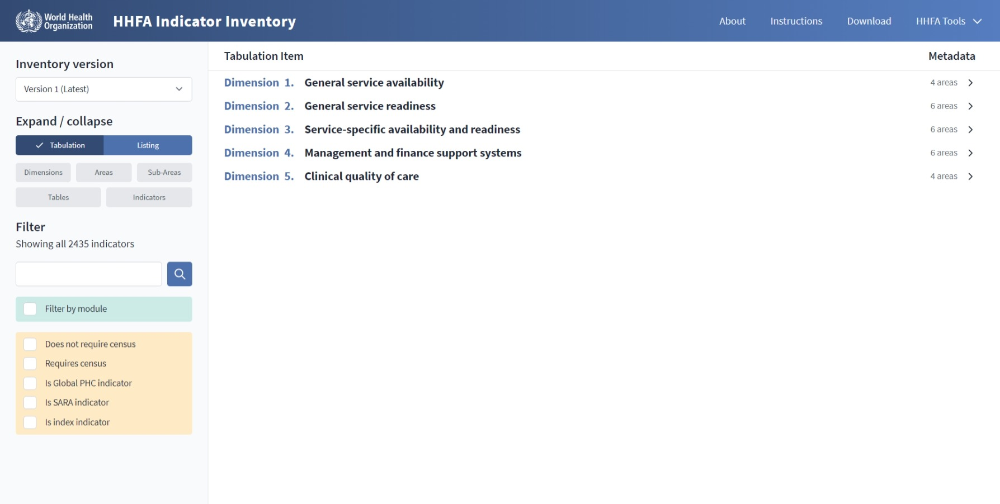 World Health
Organization
HHFA Indicator Inventory
About
Instructions
Download
HHFA Tools
Inventory version
Version 1 (Latest)
Expand / collapse
Tabulation
Listing
Dimensions
Areas
Sub-Areas
Tables
Indicators
Filter
Showing all 2435 indicators
Filter by module
Does not require census
Requires census
Is Global PHC indicator
Is SARA indicator
Is index indicator
Tabulation Item
Metadata
Dimension 1. General service availability
4 areas
Dimension 2. General service readiness
6 areas
Dimension 3. Service-specific availability and readiness
6 areas
Dimension 4. Management and finance support systems
6 areas
Dimension 5. Clinical quality of care
4 areas